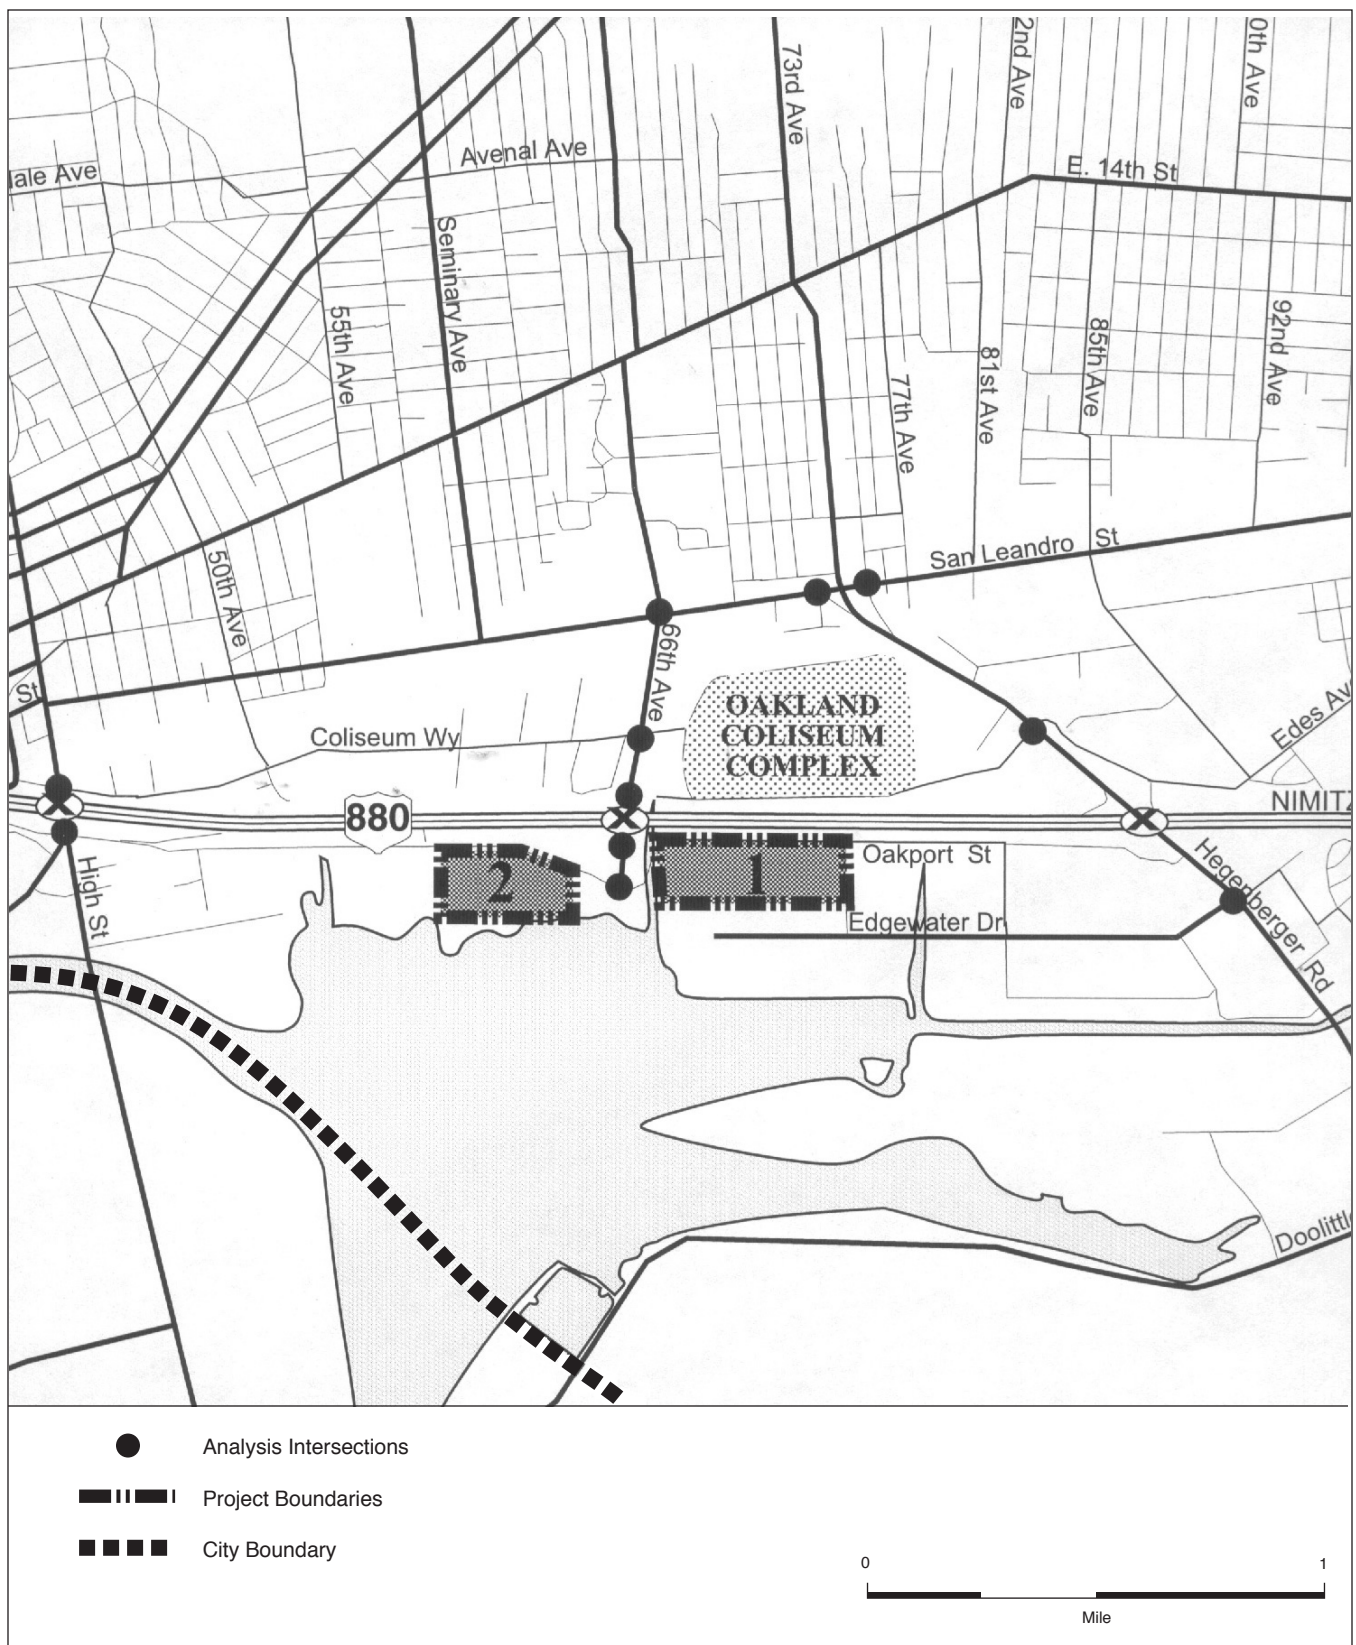 2nd Ave
0th Ave
73rd Ave
Avenal Ave
dale Ave
E. 14th St
Seminary Ave
55th Ave
92nd Ave
85th Ave
81st Ave
77th Ave
San Leandro St
50th Ave
66th Ave
St
OAKLAND
COLISEUM
COMPLEX
Edes Av
Coliseum Wy
NIMITZ
880
Hegenberger Rd
Oakport St
High St
2
1
Edgewater Dr
Doolittle
Analysis Intersections
Project Boundaries
City Boundary
0
1
Mile